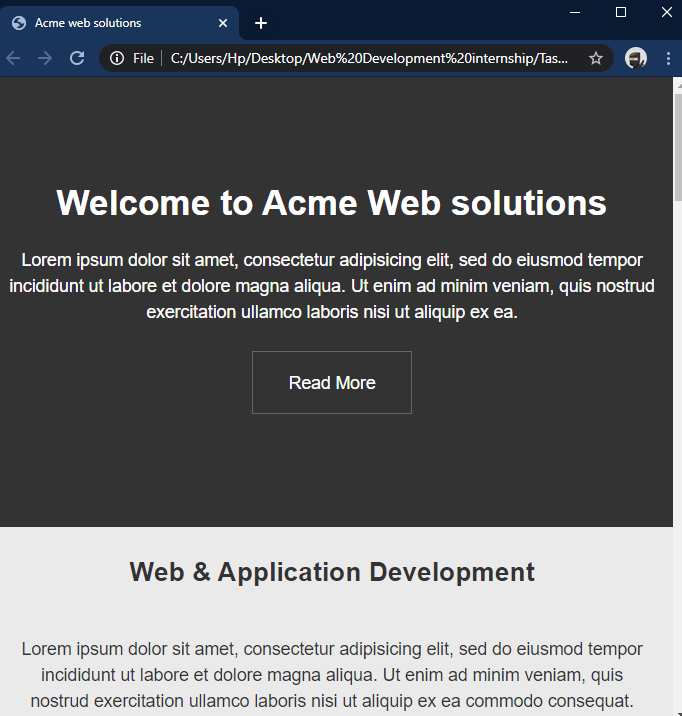 Acme web solutions
File C:/Users/Hp/Desktop/Web%20Development%20internship/Tas...
Welcome to Acme Web solutions
Lorem ipsum dolor sit amet, consectetur adipisicing elit, sed do eiusmod tempor
incididunt ut labore et dolore magna aliqua. Ut enim ad minim veniam, quis nostrud
exercitation ullamco laboris nisi ut aliquip ex ea.
Read More
Web & Application Development
Lorem ipsum dolor sit amet, consectetur adipisicing elit, sed do eiusmod tempor
incididunt ut labore et dolore magna aliqua. Ut enim ad minim veniam, quis
nostrud exercitation ullamco laboris nisi ut aliquip ex ea commodo consequat.